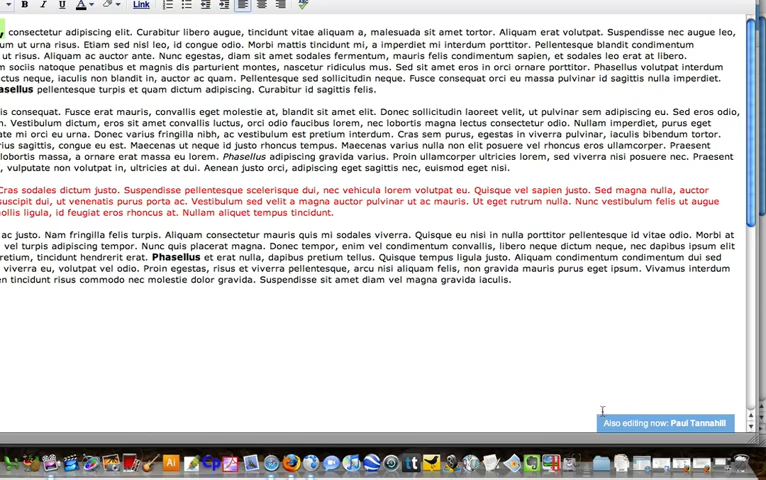 B I U A Link
consectetur adipiscing elit. Curabitur libero augue, tincidunt vitae aliquam a, malesuada sit amet tortor. Aliquam erat volutpat. Suspendisse nec augue leo,
um ut urna risus. Etiam sed nisl leo, id congue odio. Morbi mattis tincidunt mi, a imperdiet mi interdum porttitor. Pellentesque blandit condimentum
ut risus. Aliquam ac auctor ante. Nunc egestas, diam sit amet sodales fermentum, mauris felis condimentum sapien, et sodales leo erat at libero.
m sociis natoque penatibus et magnis dis parturient montes, nascetur ridiculus mus. Sed sit amet eros in orci ornare porttitor. Phasellus volutpat interdum
ctus neque, iaculis non blandit in, auctor ac quam. Pellentesque sed sollicitudin neque. Fusce consequat orci eu massa pulvinar id sagittis nulla imperdiet.
asellus pellentesque turpis et quam dictum adipiscing. Curabitur id sagittis felis.
is consequat. Fusce erat mauris, convallis eget molestie at, blandit sit amet elit. Donec sollicitudin laoreet velit, ut pulvinar sem adipiscing eu. Sed eros odio,
. Vestibulum dictum, eros sit amet convallis luctus, orci odio faucibus lorem, nec lobortis magna lectus consectetur odio. Nullam imperdiet, purus eget
ate mi orci eu urna. Donec varius fringilla nibh, ac vestibulum est pretium interdum. Cras sem purus, egestas in viverra pulvinar, iaculis bibendum tortor.
rius sagittis, congue eu est. Maecenas ut neque id justo rhoncus tempus. Maecenas varius nulla non elit posuere vel rhoncus eros ullamcorper. Praesent
lobortis massa, a ornare erat massa eu lorem. Phasellus adipiscing gravida varius. Proin ullamcorper ultricies lorem, sed viverra nisi posuere nec. Praesent
, vulputate non volutpat in, ultricies at dui. Aenean justo orci, adipiscing eget sagittis nec, euismod eget nisi.
Cras sodales dictum justo. Suspendisse pellentesque scelerisque dui, nec vehicula lorem volutpat eu. Quisque vel sapien justo. Sed magna nulla, auctor
suscipit dui, ut venenatis purus porta ac. Vestibulum sed velit a magna auctor pulvinar ut ac mauris. Ut eget rutrum nulla. Nunc vestibulum felis ut augue
ollis ligula, id feugiat eros rhoncus at. Nullam aliquet tempus tincidunt.
ac justo. Nam fringilla felis turpis. Aliquam consectetur mauris quis mi sodales viverra. Quisque eu nisi in nulla porttitor pellentesque id vitae odio. Morbi at
vel turpis adipiscing tempor. Nunc quis placerat magna. Donec tempor, enim vel condimentum convallis, libero neque dictum neque, nec dapibus ipsum elit
retium, tincidunt hendrerit erat. Phasellus et erat nulla, dapibus pretium tellus. Quisque tempus ligula justo. Aliquam condimentum condimentum dui sed
viverra eu, volutpat vel odio. Proin egestas, risus et viverra pellentesque, arcu nisi aliquam felis, non gravida mauris purus eget ipsum. Vivamus interdum
en tincidunt risus commodo nec molestie dolor gravida. Suspendisse sit amet diam vel magna gravida iaculis.
Also editing now: Paul Tannahill
Ai Cp t